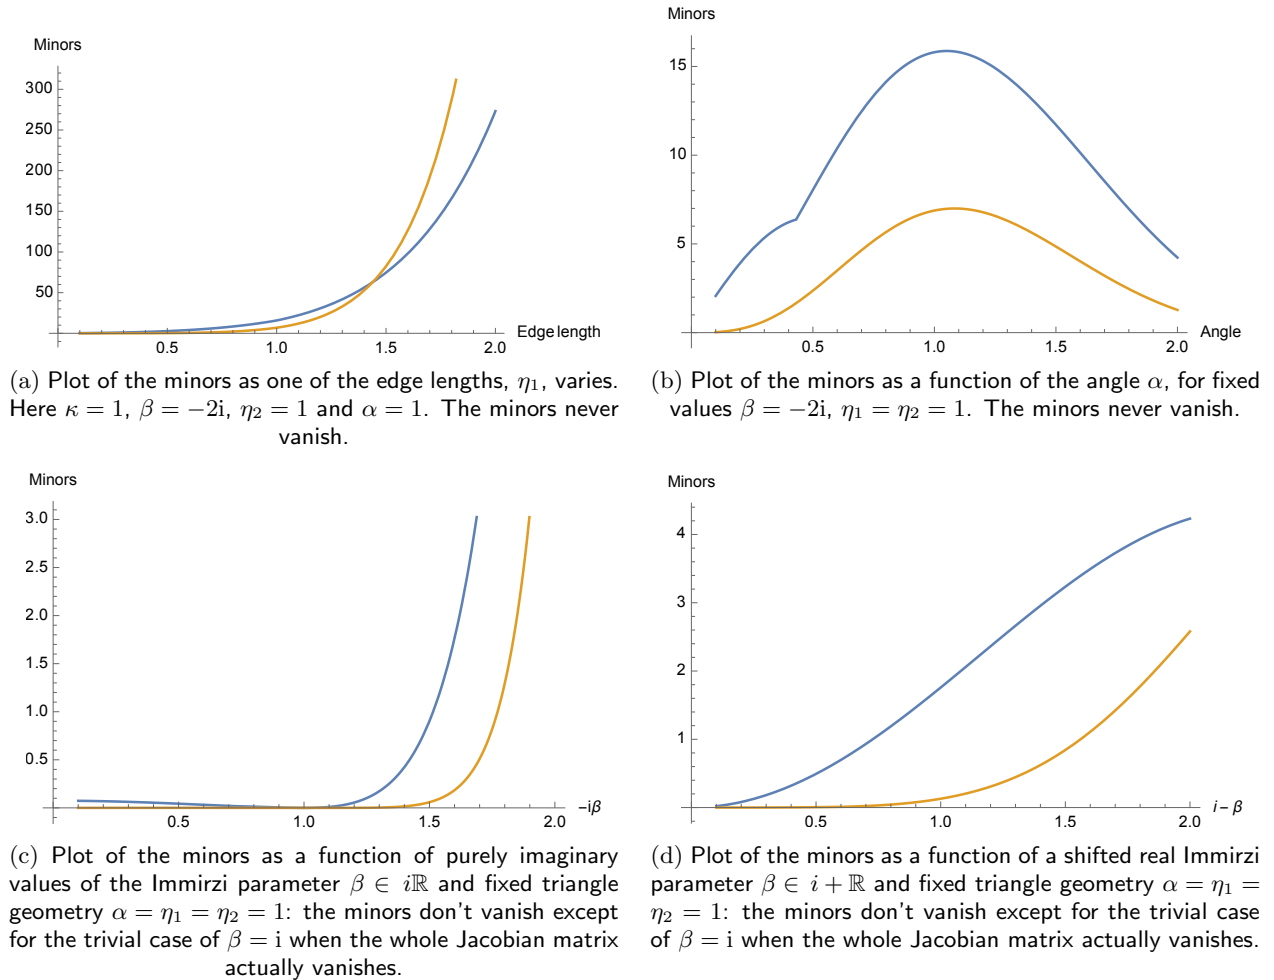 Minors
300
250
200
150
100
50
0.5
1.0
1.5
2.0
Edge length
(a) Plot of the minors as one of the edge lengths, η₁, varies.
Here κ = 1, β = −2i, η₂ = 1 and α = 1. The minors never
vanish.
Minors
15
10
5
0.5
1.0
1.5
2.0
Angle
(b) Plot of the minors as a function of the angle α, for fixed
values β = −2i, η₁ = η₂ = 1. The minors never vanish.
Minors
3.0
2.5
2.0
1.5
1.0
0.5
0.5
1.0
1.5
2.0
−iβ
(c) Plot of the minors as a function of purely imaginary
values of the Immirzi parameter β ∈ iℝ and fixed triangle
geometry α = η₁ = η₂ = 1: the minors don't vanish except
for the trivial case of β = i when the whole Jacobian matrix
actually vanishes.
Minors
4
3
2
1
0.5
1.0
1.5
2.0
i − β
(d) Plot of the minors as a function of a shifted real Immirzi
parameter β ∈ i + ℝ and fixed triangle geometry α = η₁ =
η₂ = 1: the minors don't vanish except for the trivial case
of β = i when the whole Jacobian matrix actually vanishes.